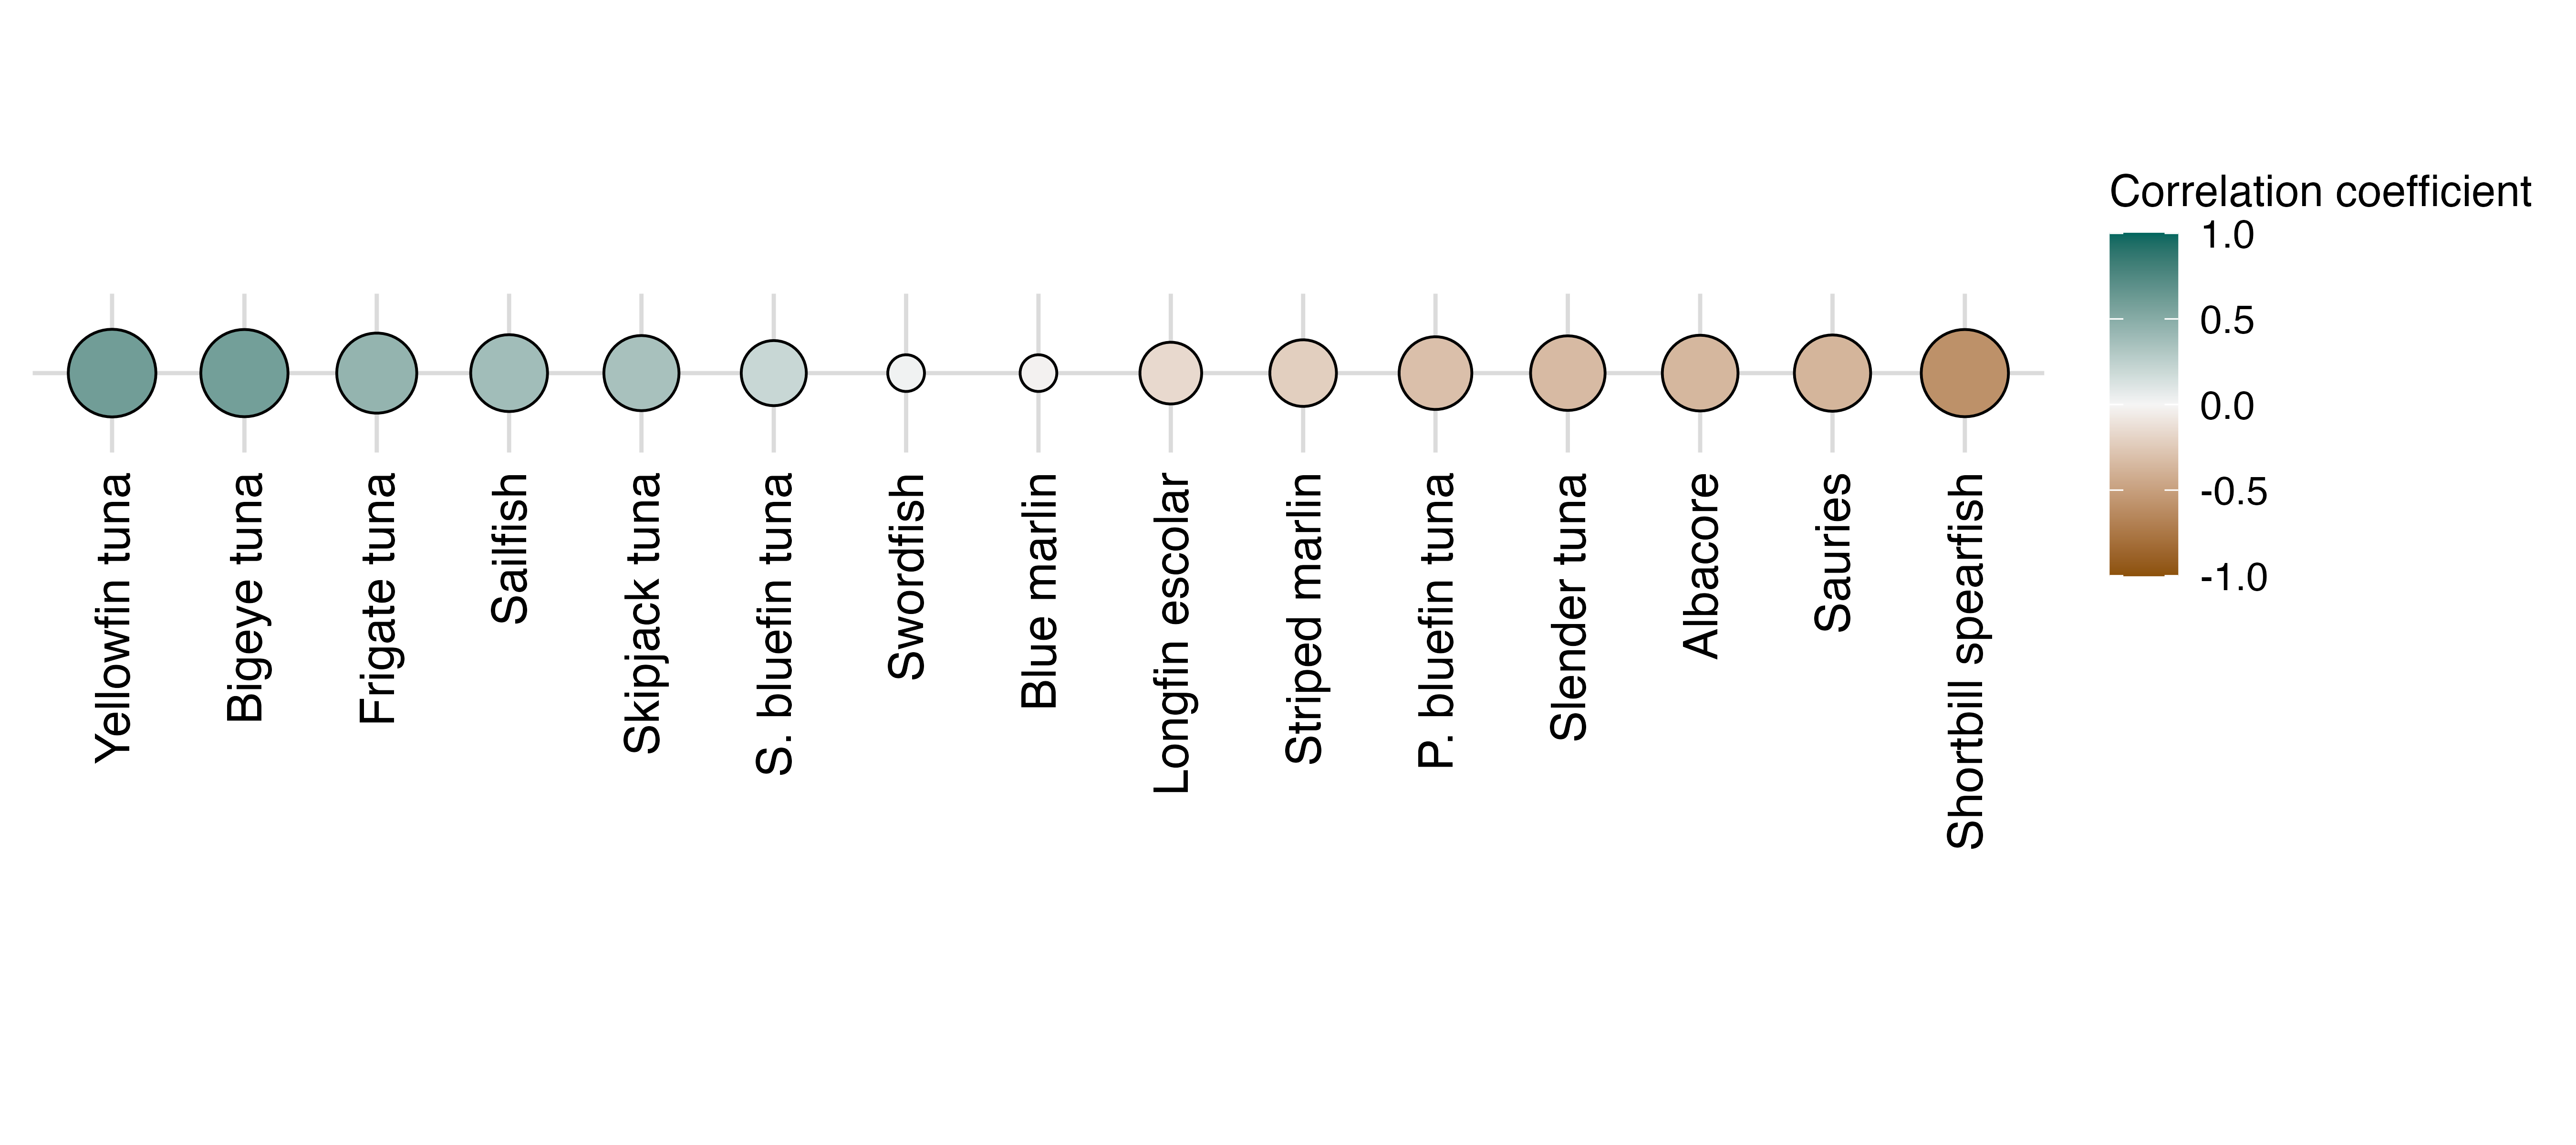 Correlation coefficient
1.0
0.5
0.0
-0.5
-1.0
Yellowfin tuna
Bigeye tuna
Frigate tuna
Sailfish
Skipjack tuna
S. bluefin tuna
Swordfish
Blue marlin
Longfin escolar
Striped marlin
P. bluefin tuna
Slender tuna
Albacore
Sauries
Shortbill spearfish